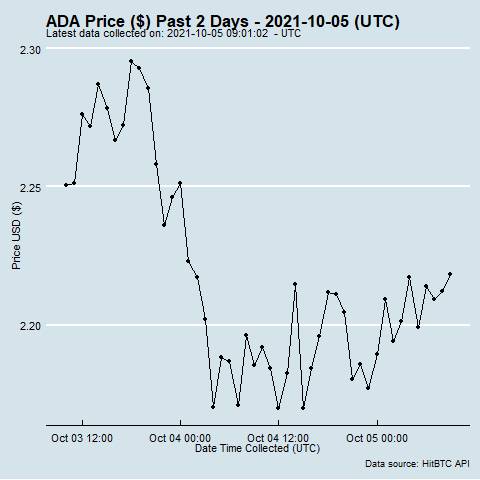 ADA Price ($) Past 2 Days - 2021-10-05 (UTC)
Latest data collected on: 2021-10-05 09:01:02 - UTC
2.30
2.25
2.20
Price USD ($)
Oct 03 12:00 Oct 04 00:00 Oct 04 12:00 Oct 05 00:00
Date Time Collected (UTC)
Data source: HitBTC API